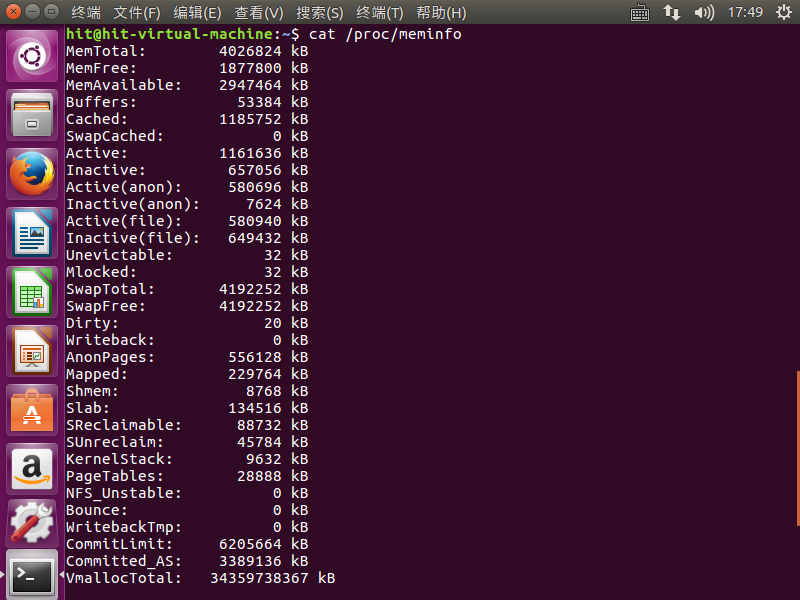 终端 文件(F) 编辑(E) 查看(V) 搜索(S) 终端(T) 帮助(H) 17:49
hit@hit-virtual-machine:~$ cat /proc/meminfo
MemTotal: 4026824 kB
MemFree: 1877800 kB
MemAvailable: 2947464 kB
Buffers: 53384 kB
Cached: 1185752 kB
SwapCached: 0 kB
Active: 1161636 kB
Inactive: 657056 kB
Active(anon): 580696 kB
Inactive(anon): 7624 kB
Active(file): 580940 kB
Inactive(file): 649432 kB
Unevictable: 32 kB
Mlocked: 32 kB
SwapTotal: 4192252 kB
SwapFree: 4192252 kB
Dirty: 20 kB
Writeback: 0 kB
AnonPages: 556128 kB
Mapped: 229764 kB
Shmem: 8768 kB
Slab: 134516 kB
SReclaimable: 88732 kB
SUnreclaim: 45784 kB
KernelStack: 9632 kB
PageTables: 28888 kB
NFS_Unstable: 0 kB
Bounce: 0 kB
WritebackTmp: 0 kB
CommitLimit: 6205664 kB
Committed_AS: 3389136 kB
VmallocTotal: 34359738367 kB